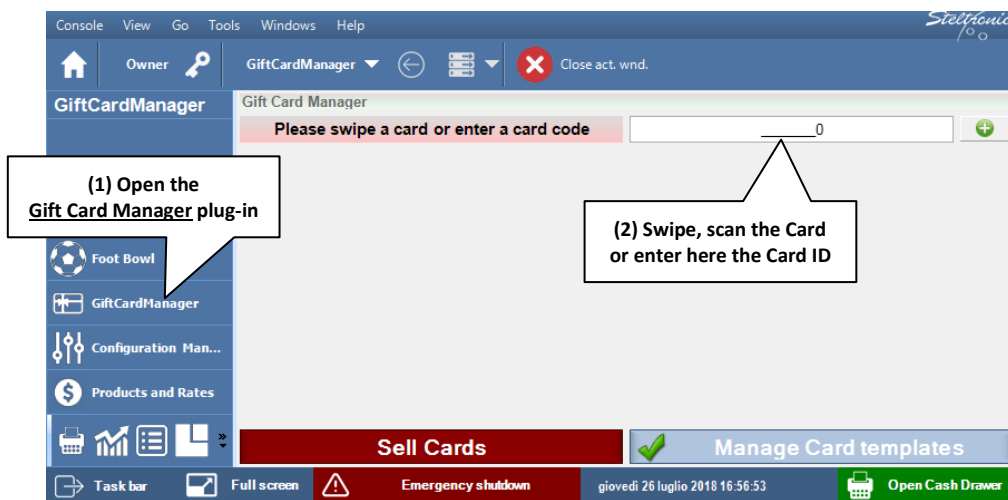 Console View Go Tools Windows Help
Steltronic
Owner
GiftCardManager
Close act. wnd.
GiftCardManager
Gift Card Manager
Please swipe a card or enter a card code
______0
(1) Open the
Gift Card Manager plug-in
(2) Swipe, scan the Card
or enter here the Card ID
Foot Bowl
GiftCardManager
Configuration Man...
Products and Rates
»
Sell Cards
Manage Card templates
Task bar
Full screen
Emergency shutdown
giovedì 26 luglio 2018 16:56:53
Open Cash Drawer